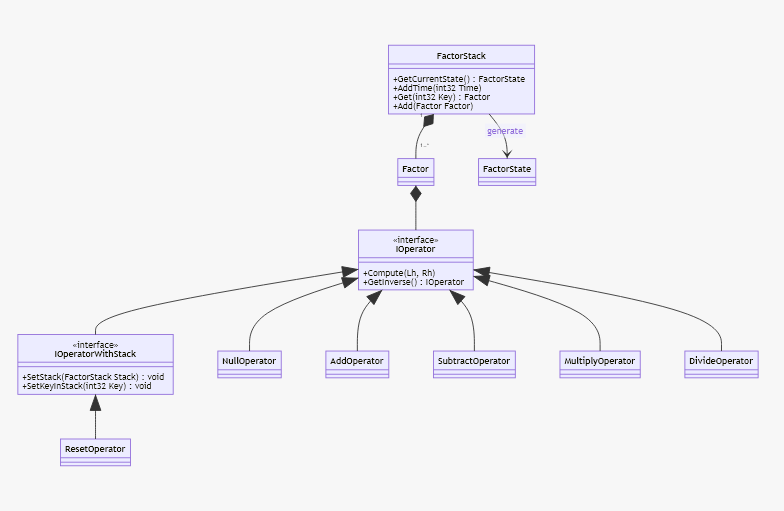 FactorStack
+GetCurrentState() : FactorState
+AddTime(int32 Time)
+Get(int32 Key) : Factor
+Add(Factor Factor)
generate
Factor
FactorState
«interface»
IOperator
+Compute(Lh, Rh)
+GetInverse() : IOperator
«interface»
IOperatorWithStack
+SetStack(FactorStack Stack) : void
+SetKeyInStack(int32 Key) : void
NullOperator
AddOperator
SubtractOperator
MultiplyOperator
DivideOperator
ResetOperator